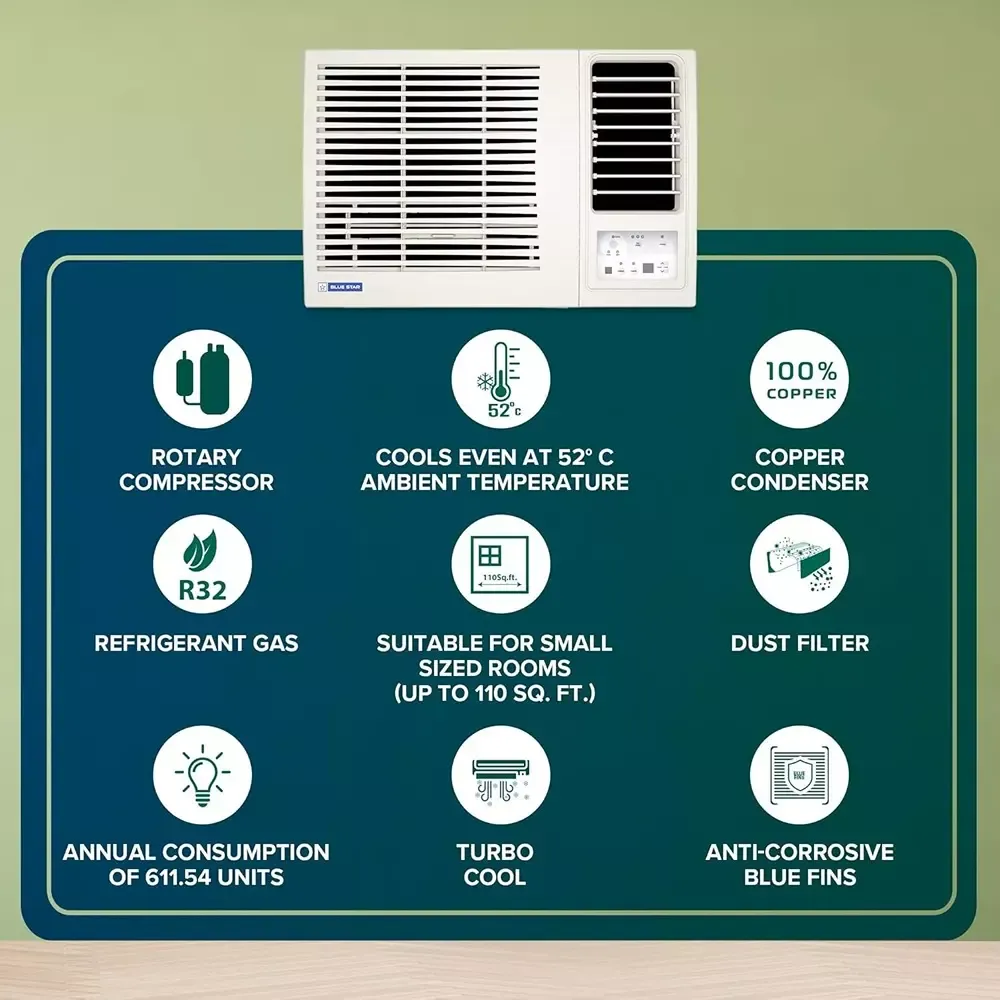 BLUE STAR
52°C
100%
COPPER
ROTARY
COMPRESSOR
COOLS EVEN AT 52° C
AMBIENT TEMPERATURE
COPPER
CONDENSER
R32
110Sq.ft.
REFRIGERANT GAS
SUITABLE FOR SMALL
SIZED ROOMS
(UP TO 110 SQ. FT.)
DUST FILTER
BLUE
FINS
ANNUAL CONSUMPTION
OF 611.54 UNITS
TURBO
COOL
ANTI-CORROSIVE
BLUE FINS